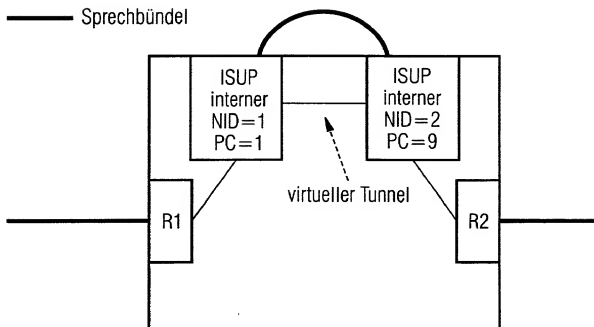 Sprechbündel
ISUP
interner
NID=1
PC=1
ISUP
interner
NID=2
PC=9
virtueller Tunnel
R1
R2